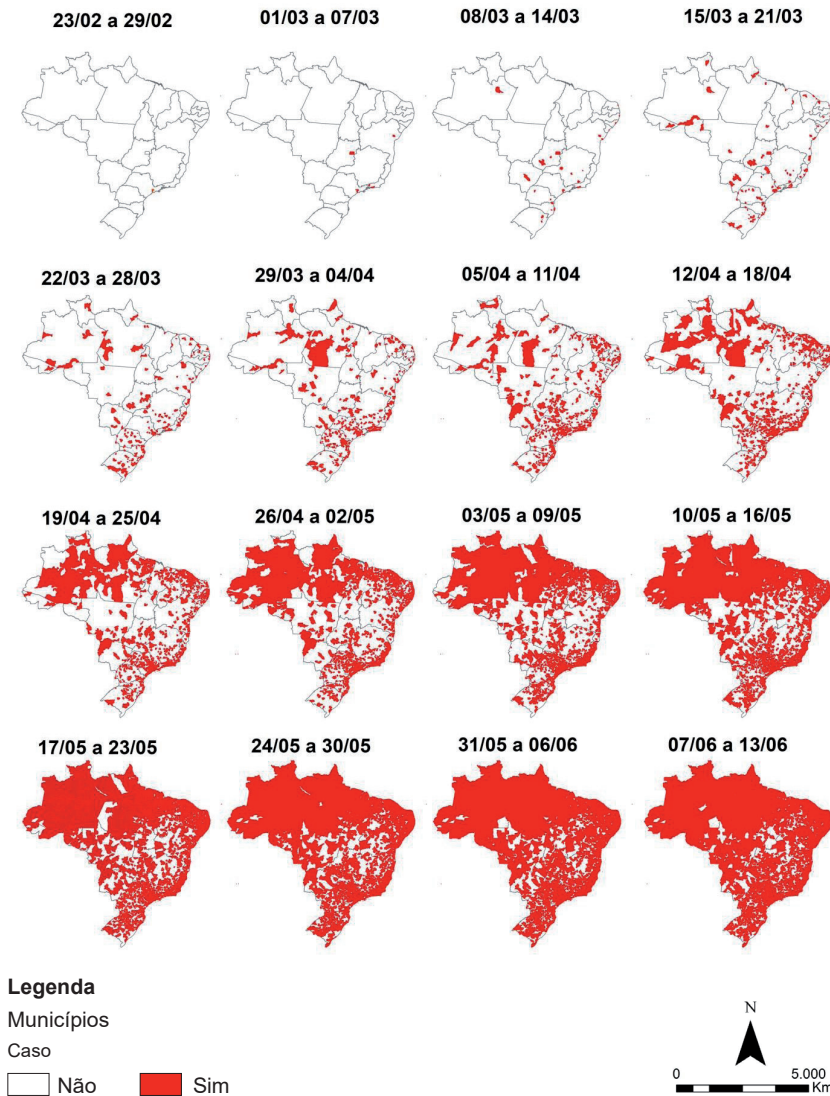 23/02 a 29/02
01/03 a 07/03
08/03 a 14/03
15/03 a 21/03
22/03 a 28/03
29/03 a 04/04
05/04 a 11/04
12/04 a 18/04
19/04 a 25/04
26/04 a 02/05
03/05 a 09/05
10/05 a 16/05
17/05 a 23/05
24/05 a 30/05
31/05 a 06/06
07/06 a 13/06
Legenda
Municípios
Caso
Não
Sim
N
0
5.000
Km